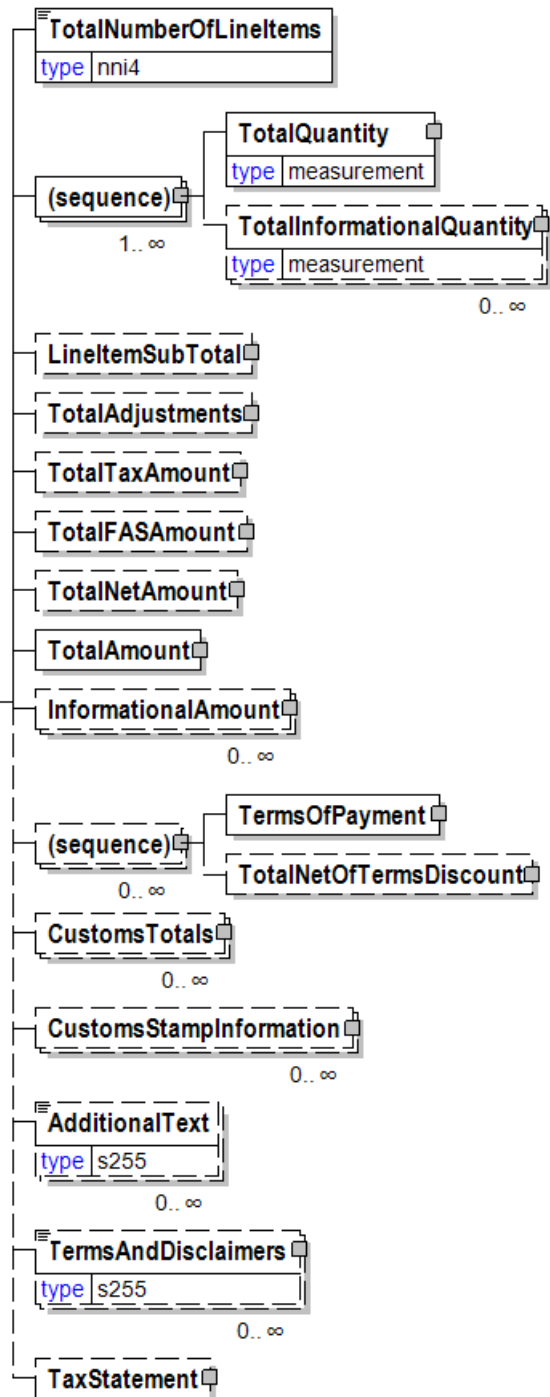 TotalNumberOfLineItems
type nni4
TotalQuantity
type measurement
(sequence)
1.. ∞
TotalInformationalQuantity
type measurement
0.. ∞
LineItemSubTotal
TotalAdjustments
TotalTaxAmount
TotalFASAmount
TotalNetAmount
TotalAmount
InformationalAmount
0.. ∞
TermsOfPayment
(sequence)
0.. ∞
TotalNetOfTermsDiscount
CustomsTotals
0.. ∞
CustomsStampInformation
0.. ∞
AdditionalText
type s255
0.. ∞
TermsAndDisclaimers
type s255
0.. ∞
TaxStatement